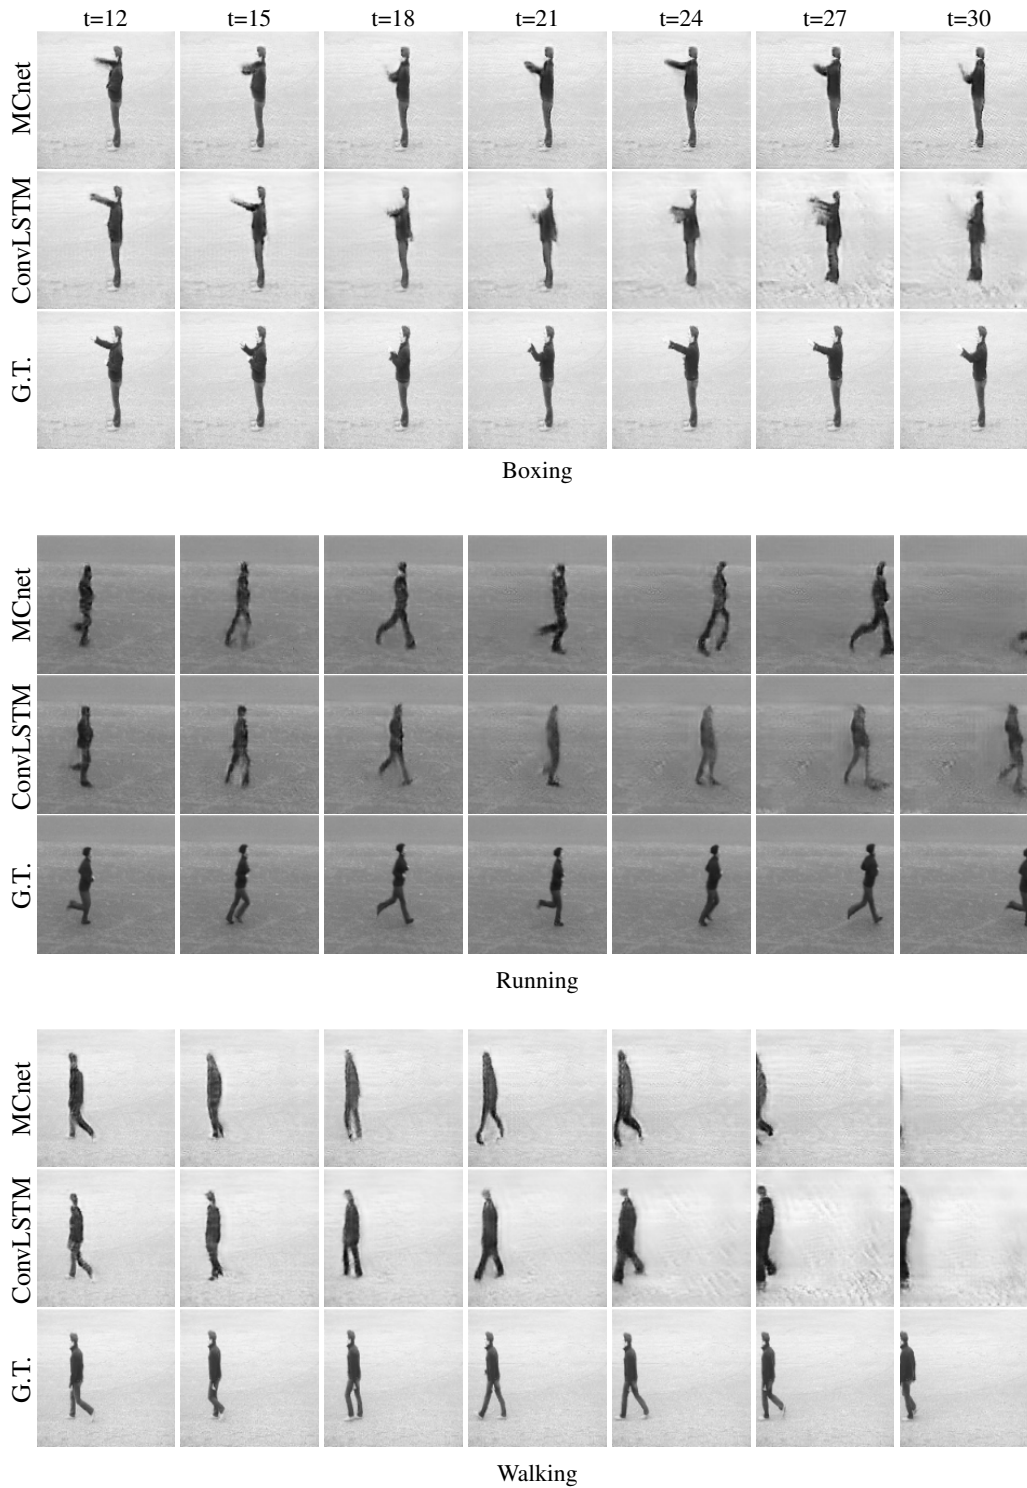 t=12 t=15 t=18 t=21 t=24 t=27 t=30
MCnet
ConvLSTM
G.T.
Boxing
MCnet
ConvLSTM
G.T.
Running
MCnet
ConvLSTM
G.T.
Walking